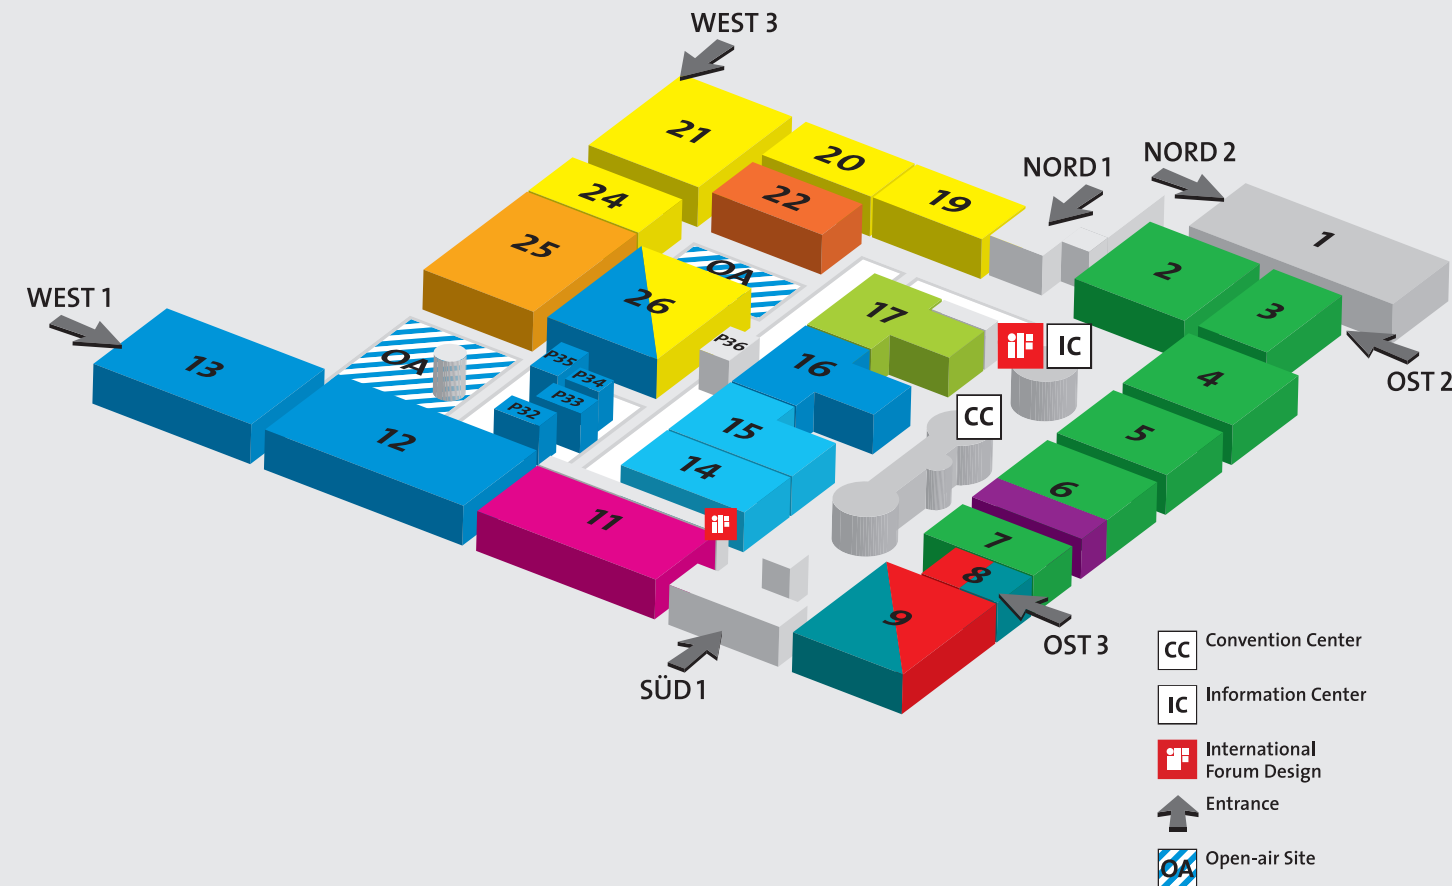 WEST 3
21
20
NORD 2
NORD 1
24
22
19
1
25
2
OA
WEST 1
26
17
3
P36
iF
IC
13
OA
P35
16
4
OST 2
P34
P33
P32
CC
15
5
12
14
6
11
iF
7
8
9
OST 3
SÜD 1
CC Convention Center
IC Information Center
iF International
Forum Design
Entrance
OA Open-air Site